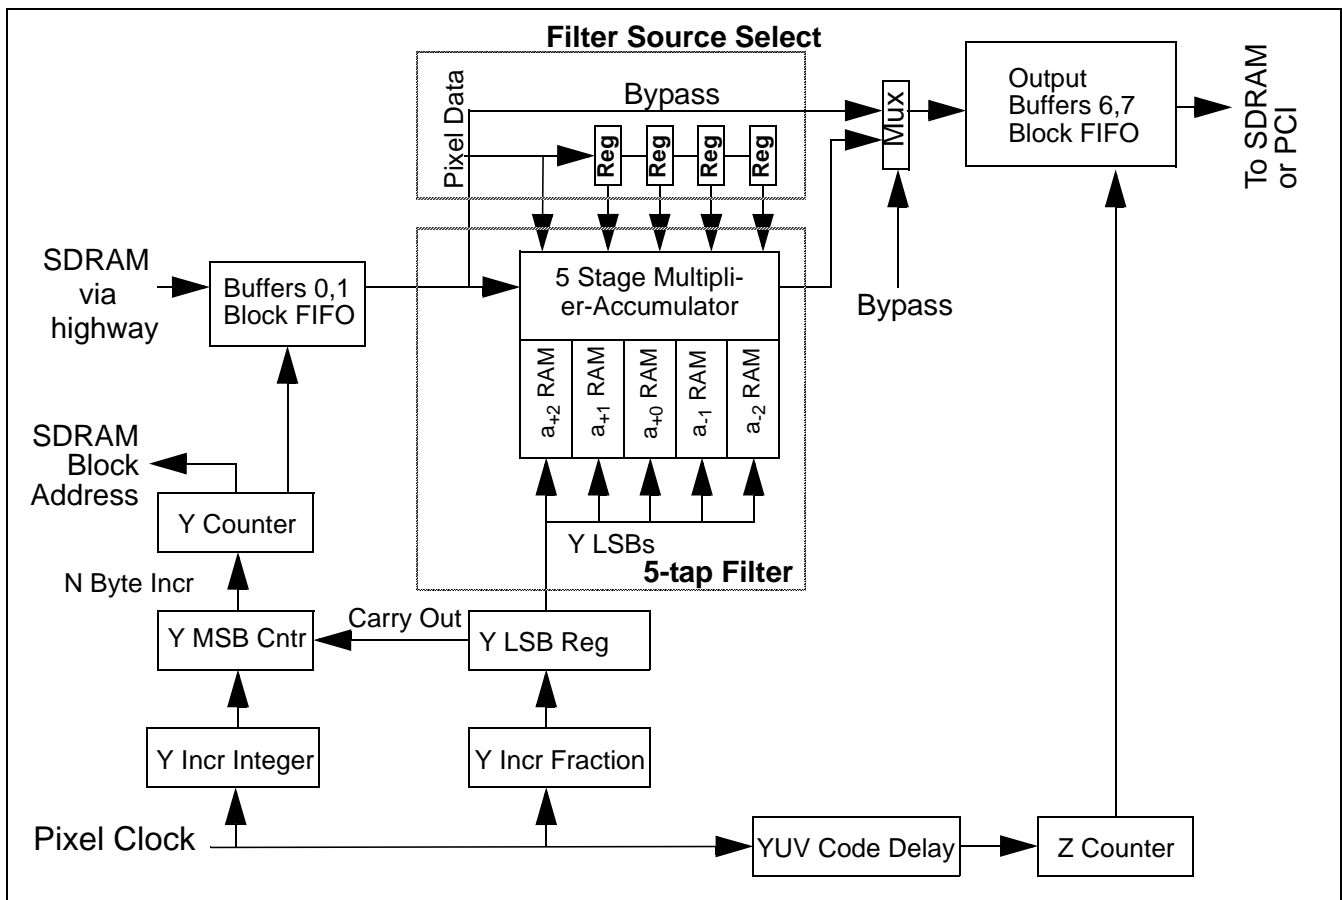 Filter Source Select
Pixel Data
Bypass
Reg
Reg
Reg
Reg
Mux
Output
Buffers 6,7
Block FIFO
To SDRAM
or PCI
SDRAM
via
highway
Buffers 0,1
Block FIFO
5 Stage Multipli-
er-Accumulator
Bypass
a+2 RAM
a+1 RAM
a+0 RAM
a-1 RAM
a-2 RAM
SDRAM
Block
Address
Y Counter
Y LSBs
5-tap Filter
N Byte Incr
Y MSB Cntr
Carry Out
Y LSB Reg
Y Incr Integer
Y Incr Fraction
Pixel Clock
YUV Code Delay
Z Counter